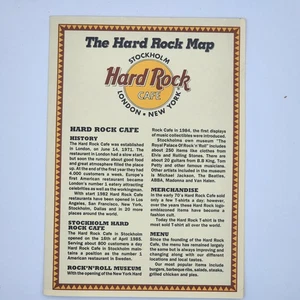 The Hard Rock Map
STOCKHOLM
Hard Rock
CAFE
LONDON • NEW YORK
HARD ROCK CAFE
HISTORY
The Hard Rock Cafe was established
in London, on June 14, 1971. The
restaurant in London had a slow start,
but soon the rumour about good food
and great atmosphere filled the place
up. At the end of the first year they had
4.000 customers a week. Europe's
first American restaurant became
London's number 1 eatery attracting
celebrities as well as the workingmen.
With start 1982 Hard Rock Cafe
restaurants have been opened in Los
Angeles, San Francisco, New York,
Stockholm, Dallas and in 20 more
places around the world.
STOCKHOLM HARD
ROCK CAFE
The Stockholm Hard Rock Cafe
opened on the 16th of April 1985.
Serving about 900 customers a day
Hard Rock Cafe in Stockholm main-
tains a position as the number 1
American restaurant in Sweden.
ROCK'N'ROLL MUSEUM
With the opening of the New York Hard
Rock Cafe in 1984, the first displays
of music collectibles were introduced.
Stockholms own museum "The
Royal Palace Of Rock'n'Roll" includes
about 250 items like clothes from
Elvis and Rolling Stones. There are
about 20 guitars from B.B King, Tom
Petty and other famous musicians.
Other artists included in the museum
is Michael Jackson, The Beatles,
ABBA, Madonna and Van Halen.
MERCHANDISE
In the early 70's Hard Rock Cafe sold
only a few T-shirts a day; however,
over the years these Hard Rock logo-
inscribed items have become a
fashion cult.
Today the Hard Rock T-shirt is the
most sold T-shirt all over the world.
MENU
Since the founding of the Hard Rock
Cafe, the menu has remained largely
the same but is always improving and
changing along with our different
locations and local tastes.
Our most popular items include
burgers, barbeque ribs, salads, steaks,
grilled chicken and pies.